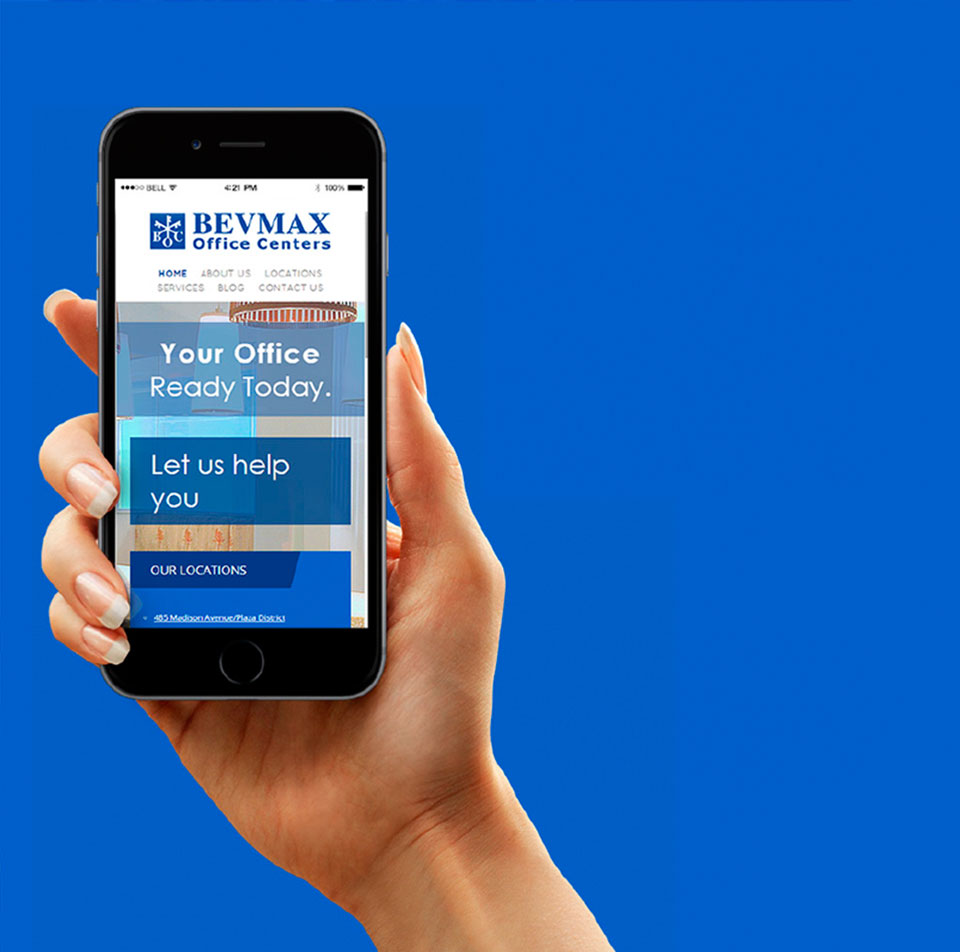 BELL 4:21 PM 100%
BEVMAX
B O C
Office Centers
HOME ABOUT US LOCATIONS
SERVICES BLOG CONTACT US
Your Office
Ready Today.
Let us help
you
OUR LOCATIONS
485 Madison Avenue/Plaza District